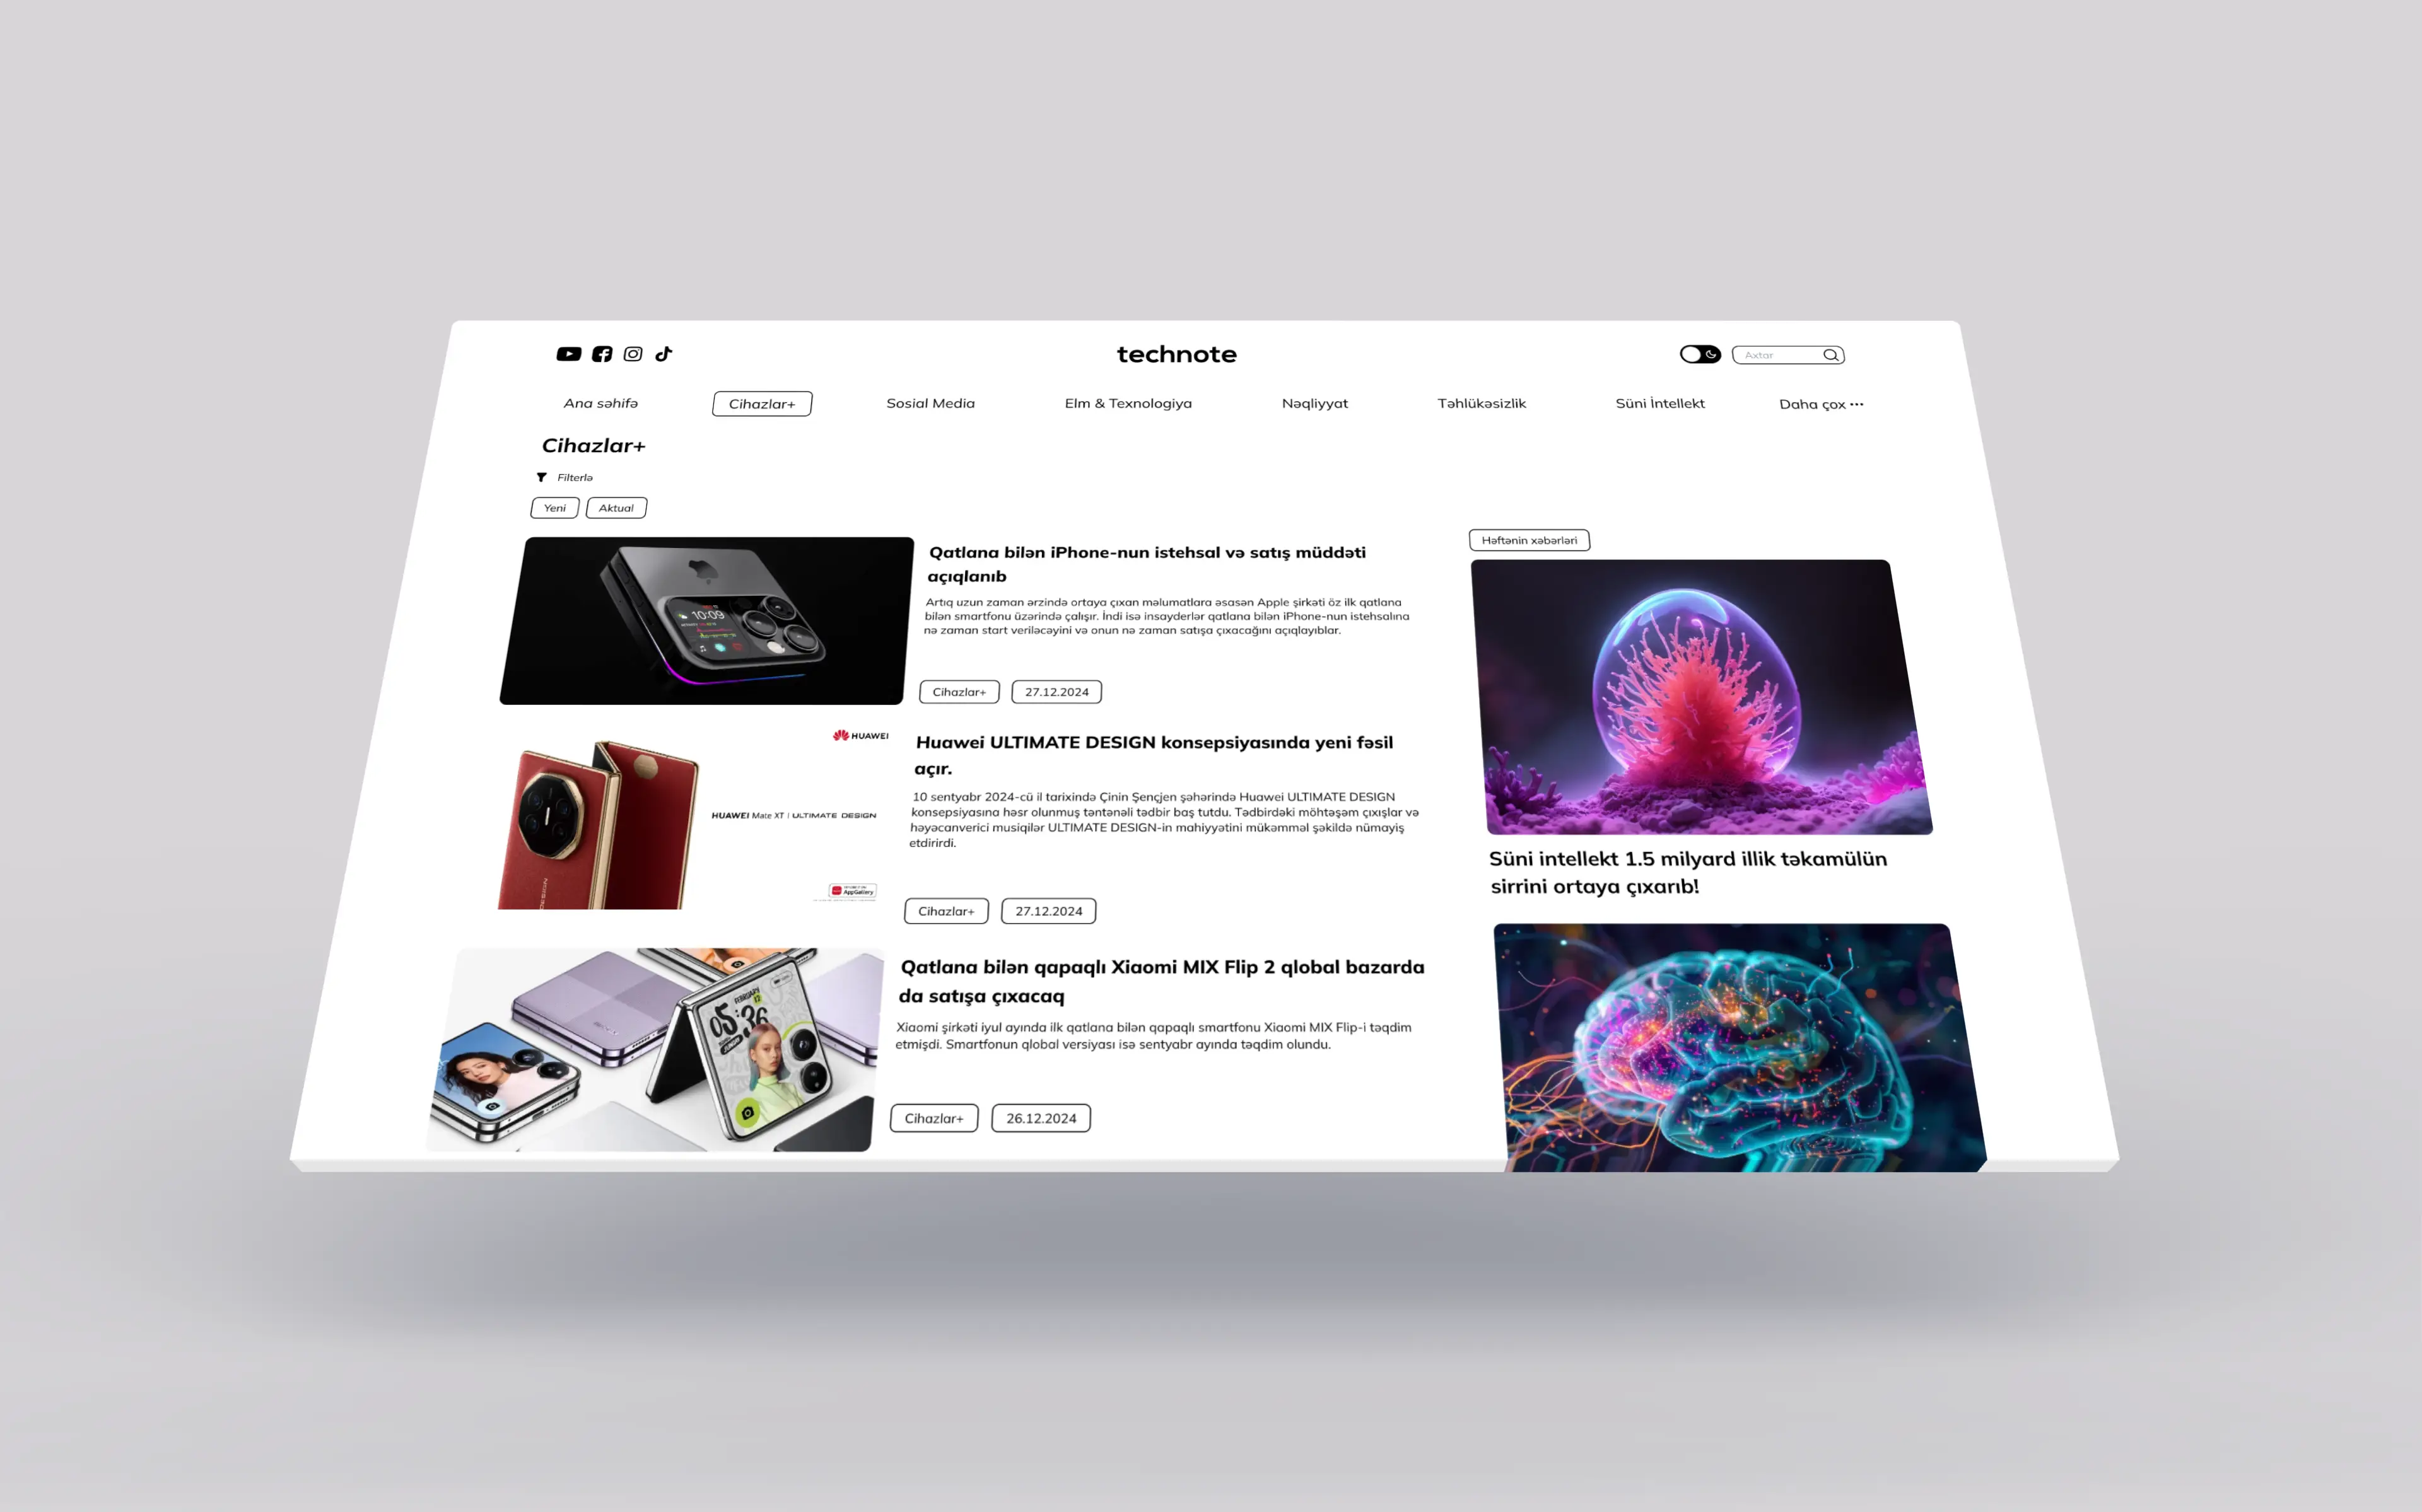 technote
Axtar
Ana səhifə
Cihazlar+
Sosial Media
Elm & Texnologiya
Nəqliyyat
Təhlükəsizlik
Süni İntellekt
Daha çox ···
Cihazlar+
Filterlə
Yeni
Aktual
10:09
Qatlana bilən iPhone-nun istehsal və satış müddəti
açıqlanıb
Artıq uzun zaman ərzində ortaya çıxan məlumatlara əsasən Apple şirkəti öz ilk qatlana
bilən smartfonu üzərində çalışır. İndi isə insayderlər qatlana bilən iPhone-nun istehsalına
nə zaman start veriləcəyini və onun nə zaman satışa çıxacağını açıqlayıblar.
Cihazlar+
27.12.2024
HUAWEI
HUAWEI Mate XT | ULTIMATE DESIGN
AppGallery
Huawei ULTIMATE DESIGN konsepsiyasında yeni fəsil
açır.
10 sentyabr 2024-cü il tarixində Çinin Şençjen şəhərində Huawei ULTIMATE DESIGN
konsepsiyasına həsr olunmuş təntənəli tədbir baş tutdu. Tədbirdəki möhtəşəm çıxışlar və
həyəcanverici musiqilər ULTIMATE DESIGN-in mahiyyətini mükəmməl şəkildə nümayiş
etdirirdi.
Cihazlar+
27.12.2024
FEBRUARY
12
05:36
Qatlana bilən qapaqlı Xiaomi MIX Flip 2 qlobal bazarda
da satışa çıxacaq
Xiaomi şirkəti iyul ayında ilk qatlana bilən qapaqlı smartfonu Xiaomi MIX Flip-i təqdim
etmişdi. Smartfonun qlobal versiyası isə sentyabr ayında təqdim olundu.
Cihazlar+
26.12.2024
Həftənin xəbərləri
Süni intellekt 1.5 milyard illik təkamülün
sirrini ortaya çıxarıb!